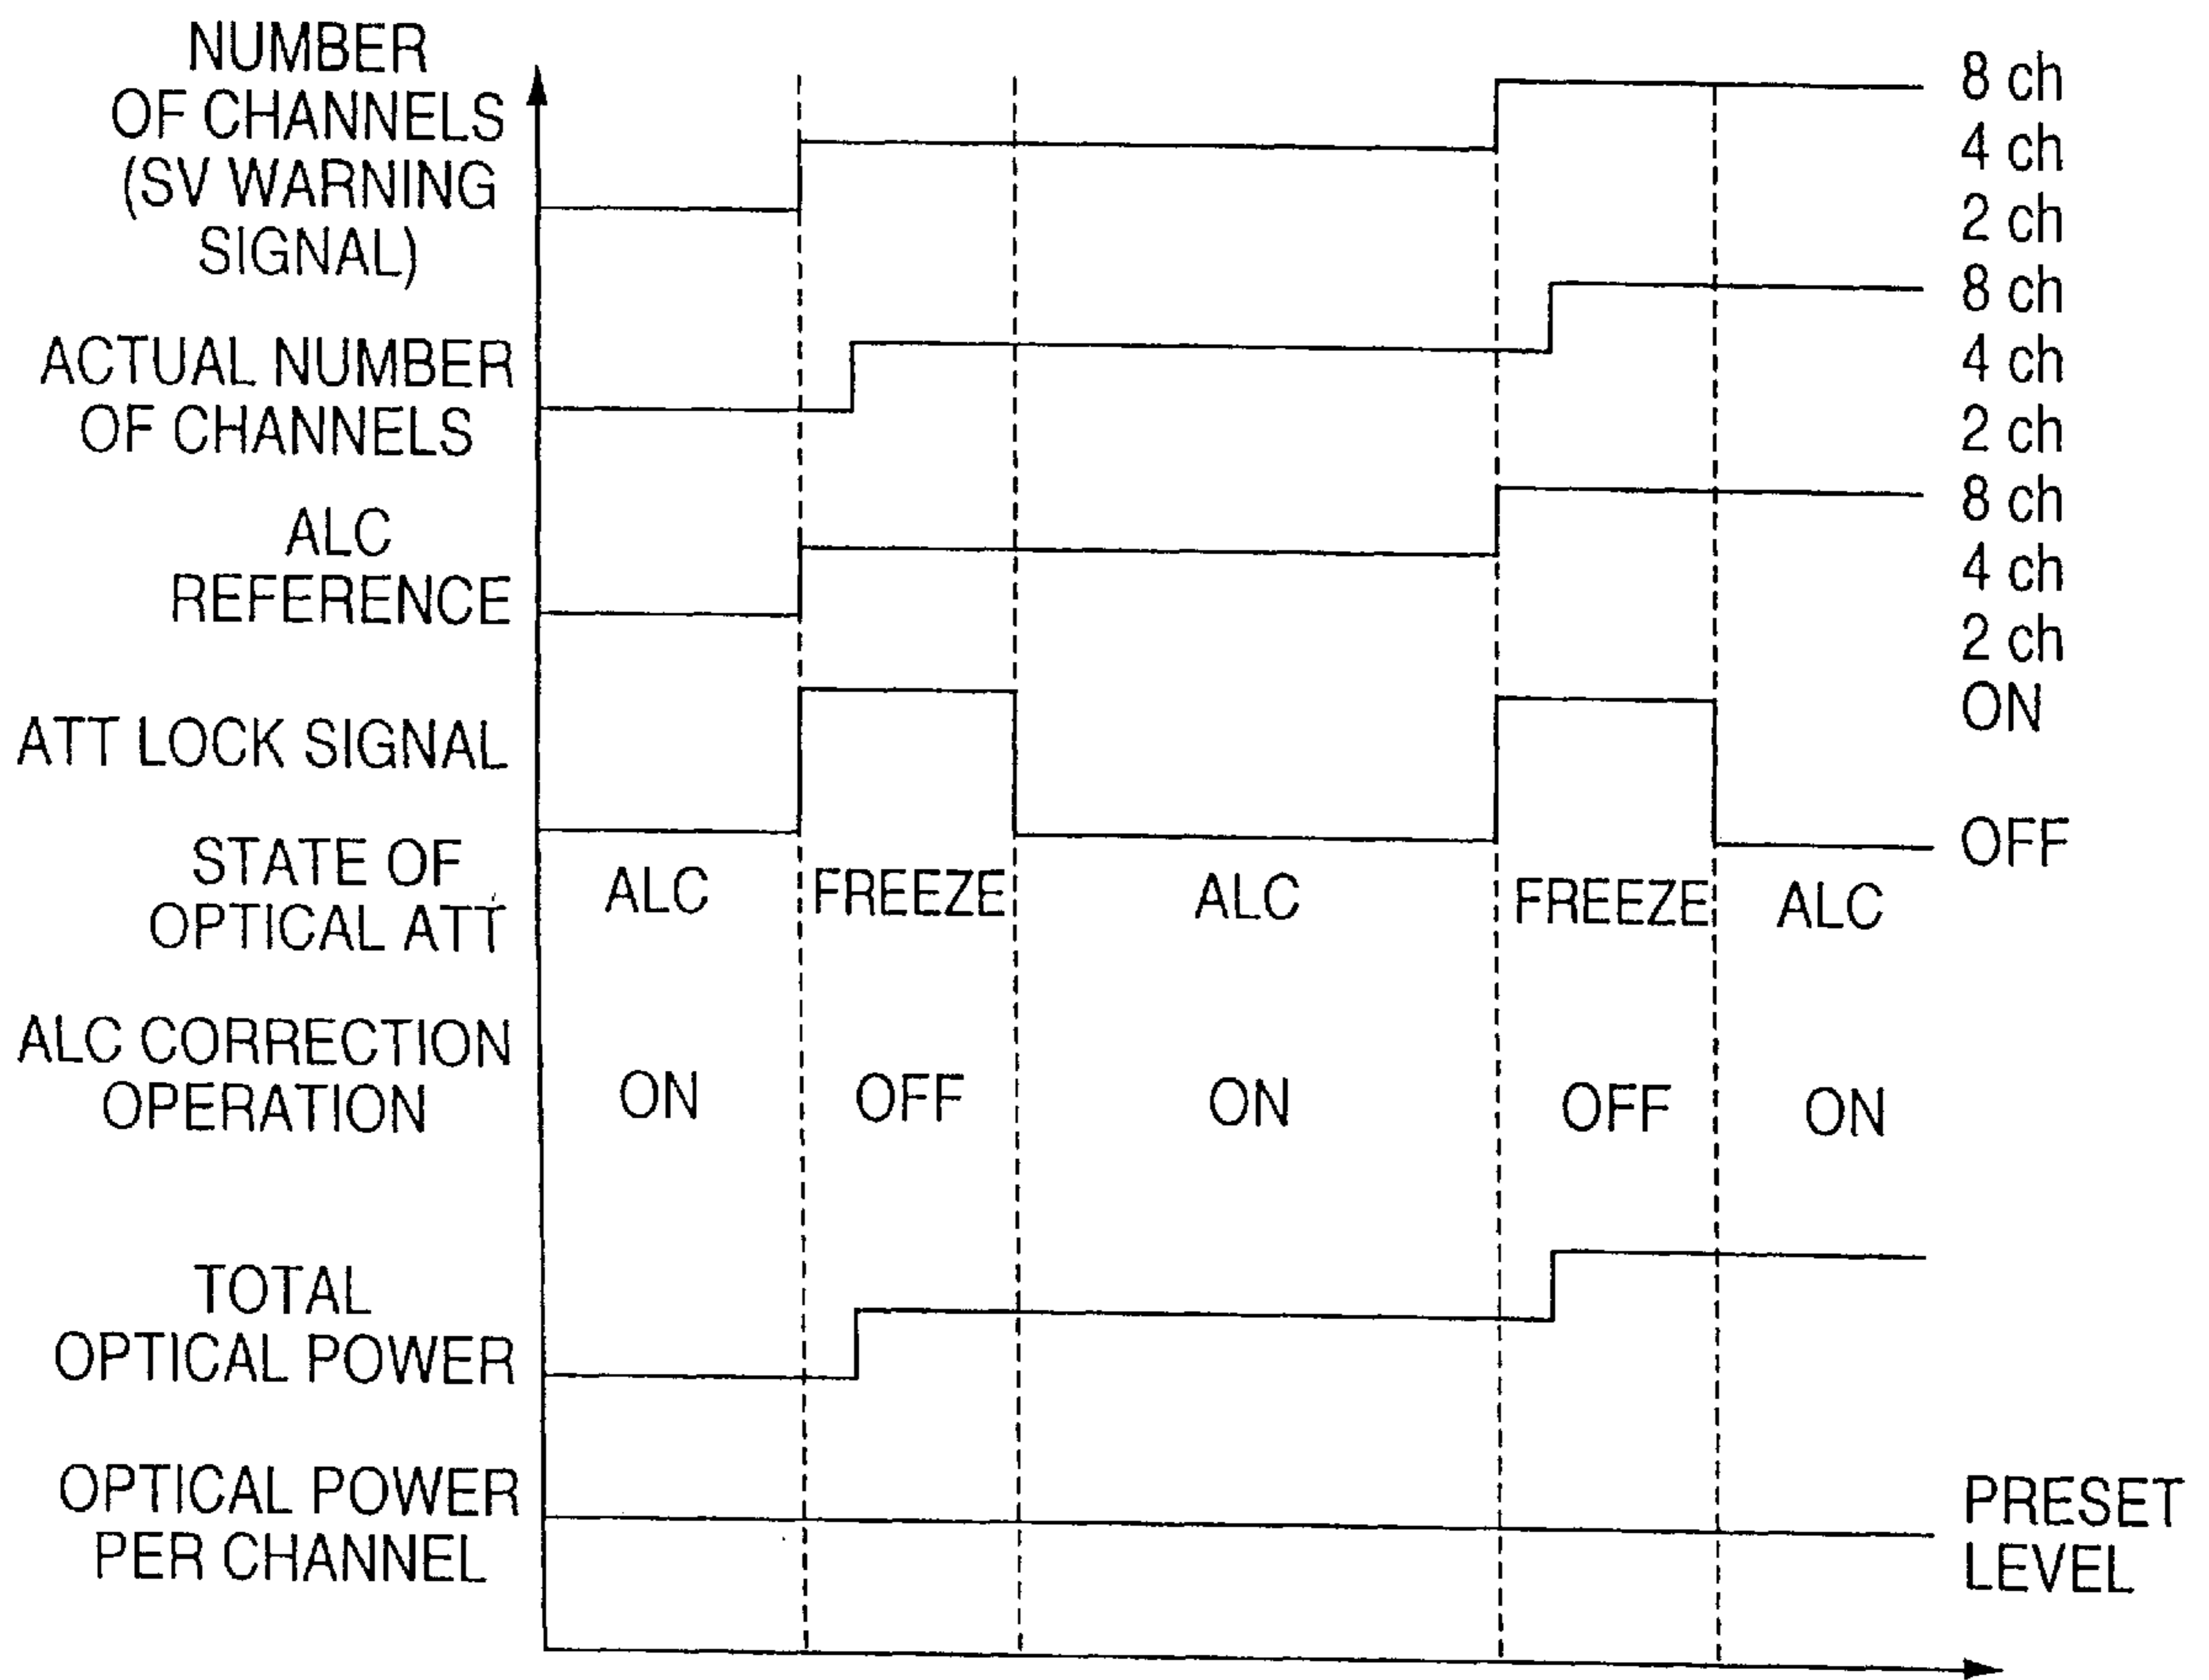 NUMBER
OF CHANNELS
(SV WARNING
SIGNAL)
8 ch
4 ch
2 ch
ACTUAL NUMBER
OF CHANNELS
8 ch
4 ch
2 ch
ALC
REFERENCE
8 ch
4 ch
2 ch
ATT LOCK SIGNAL
ON
OFF
STATE OF
OPTICAL ATT
ALC FREEZE ALC FREEZE ALC
ALC CORRECTION
OPERATION
ON OFF ON OFF ON
TOTAL
OPTICAL POWER
OPTICAL POWER
PER CHANNEL
PRESET
LEVEL